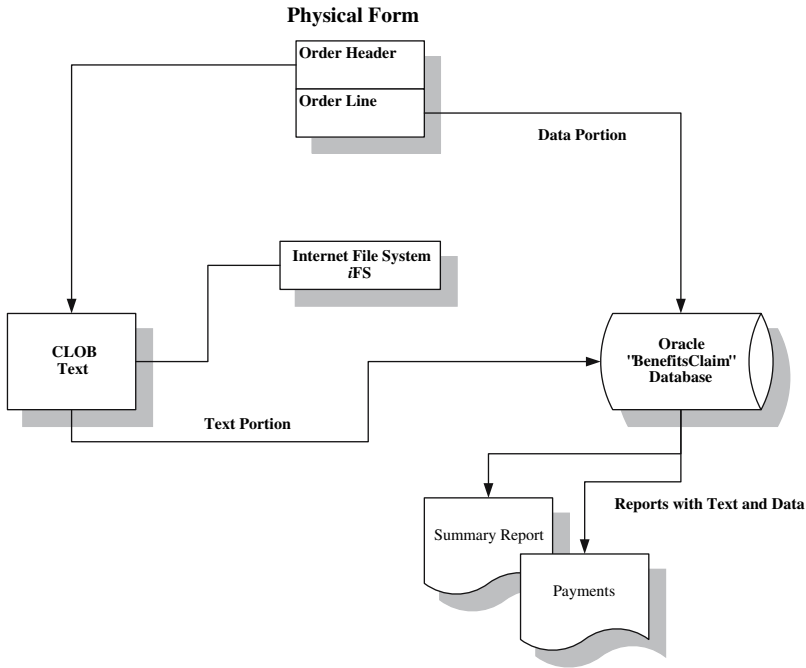 Physical Form
Order Header
Order Line
Data Portion
Internet File System
iFS
CLOB
Text
Oracle
"BenefitsClaim"
Database
Text Portion
Reports with Text and Data
Summary Report
Payments